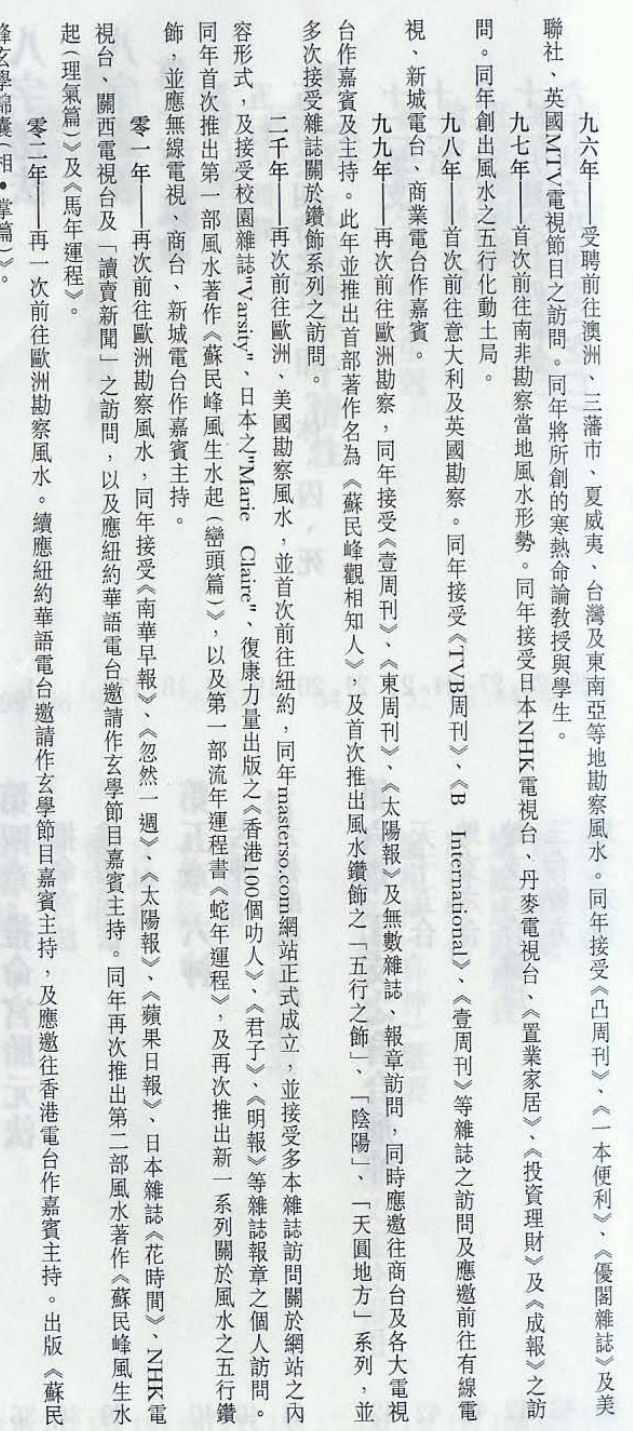 九六年——受聘前往澳洲、三藩市、夏威夷、台灣及東南亞等地勘察風水。同年接受《凸周刊》、《一本便利》、《優閣雜誌》及美
聯社、英國MTV電視節目之訪問。同年將所創的寒熱命論教授與學生。
九七年——首次前往南非勘察當地風水形勢。同年接受日本NHK電視台、丹麥電視台、《置業家居》、《投資理財》及《成報》之訪
問。同年創出風水之五行化動土局。
九八年——首次前往意大利及英國勘察。同年接受《TVB周刊》、《B International》、《壹周刊》等雜誌之訪問及應邀前往有線電
視、新城電台、商業電台作嘉賓。
九九年——再次前往歐洲勘察，同年接受《壹周刊》、《東周刊》、《太陽報》及無數雜誌、報章訪問，同時應邀往商台及各大電視
台作嘉賓及主持。此年並推出首部著作名為《蘇民峰觀相知人》，及首次推出風水鑽飾之「五行之飾」、「陰陽」、「天圓地方」系列，並
多次接受雜誌關於鑽飾系列之訪問。
二千年——再次前往歐洲、美國勘察風水，並首次前往紐約，同年masterso.com網站正式成立，並接受多本雜誌訪問關於網站之內
容形式，及接受校園雜誌"Varsity"、日本之"Marie Claire"、復康力量出版之《香港100個叻人》、《君子》、《明報》等雜誌報章之個人訪問。
同年首次推出第一部風水著作《蘇民峰風生水起(巒頭篇)》，以及第一部流年運程書《蛇年運程》，及再次推出新一系列關於風水之五行鑽
飾，並應無線電視、商台、新城電台作嘉賓主持。
零一年——再次前往歐洲勘察風水，同年接受《南華早報》、《忽然一週》、《太陽報》、《蘋果日報》、日本雜誌《花時間》、NHK電
視台、關西電視台及「讀賣新聞」之訪問，以及應紐約華語電台邀請作玄學節目嘉賓主持。同年再次推出第二部風水著作《蘇民峰風生水
起(理氣篇)》及《馬年運程》。
零二年——再一次前往歐洲勘察風水。續應紐約華語電台邀請作玄學節目嘉賓主持，及應邀往香港電台作嘉賓主持。出版《蘇民
峰玄學錦囊(相•掌篇)》。